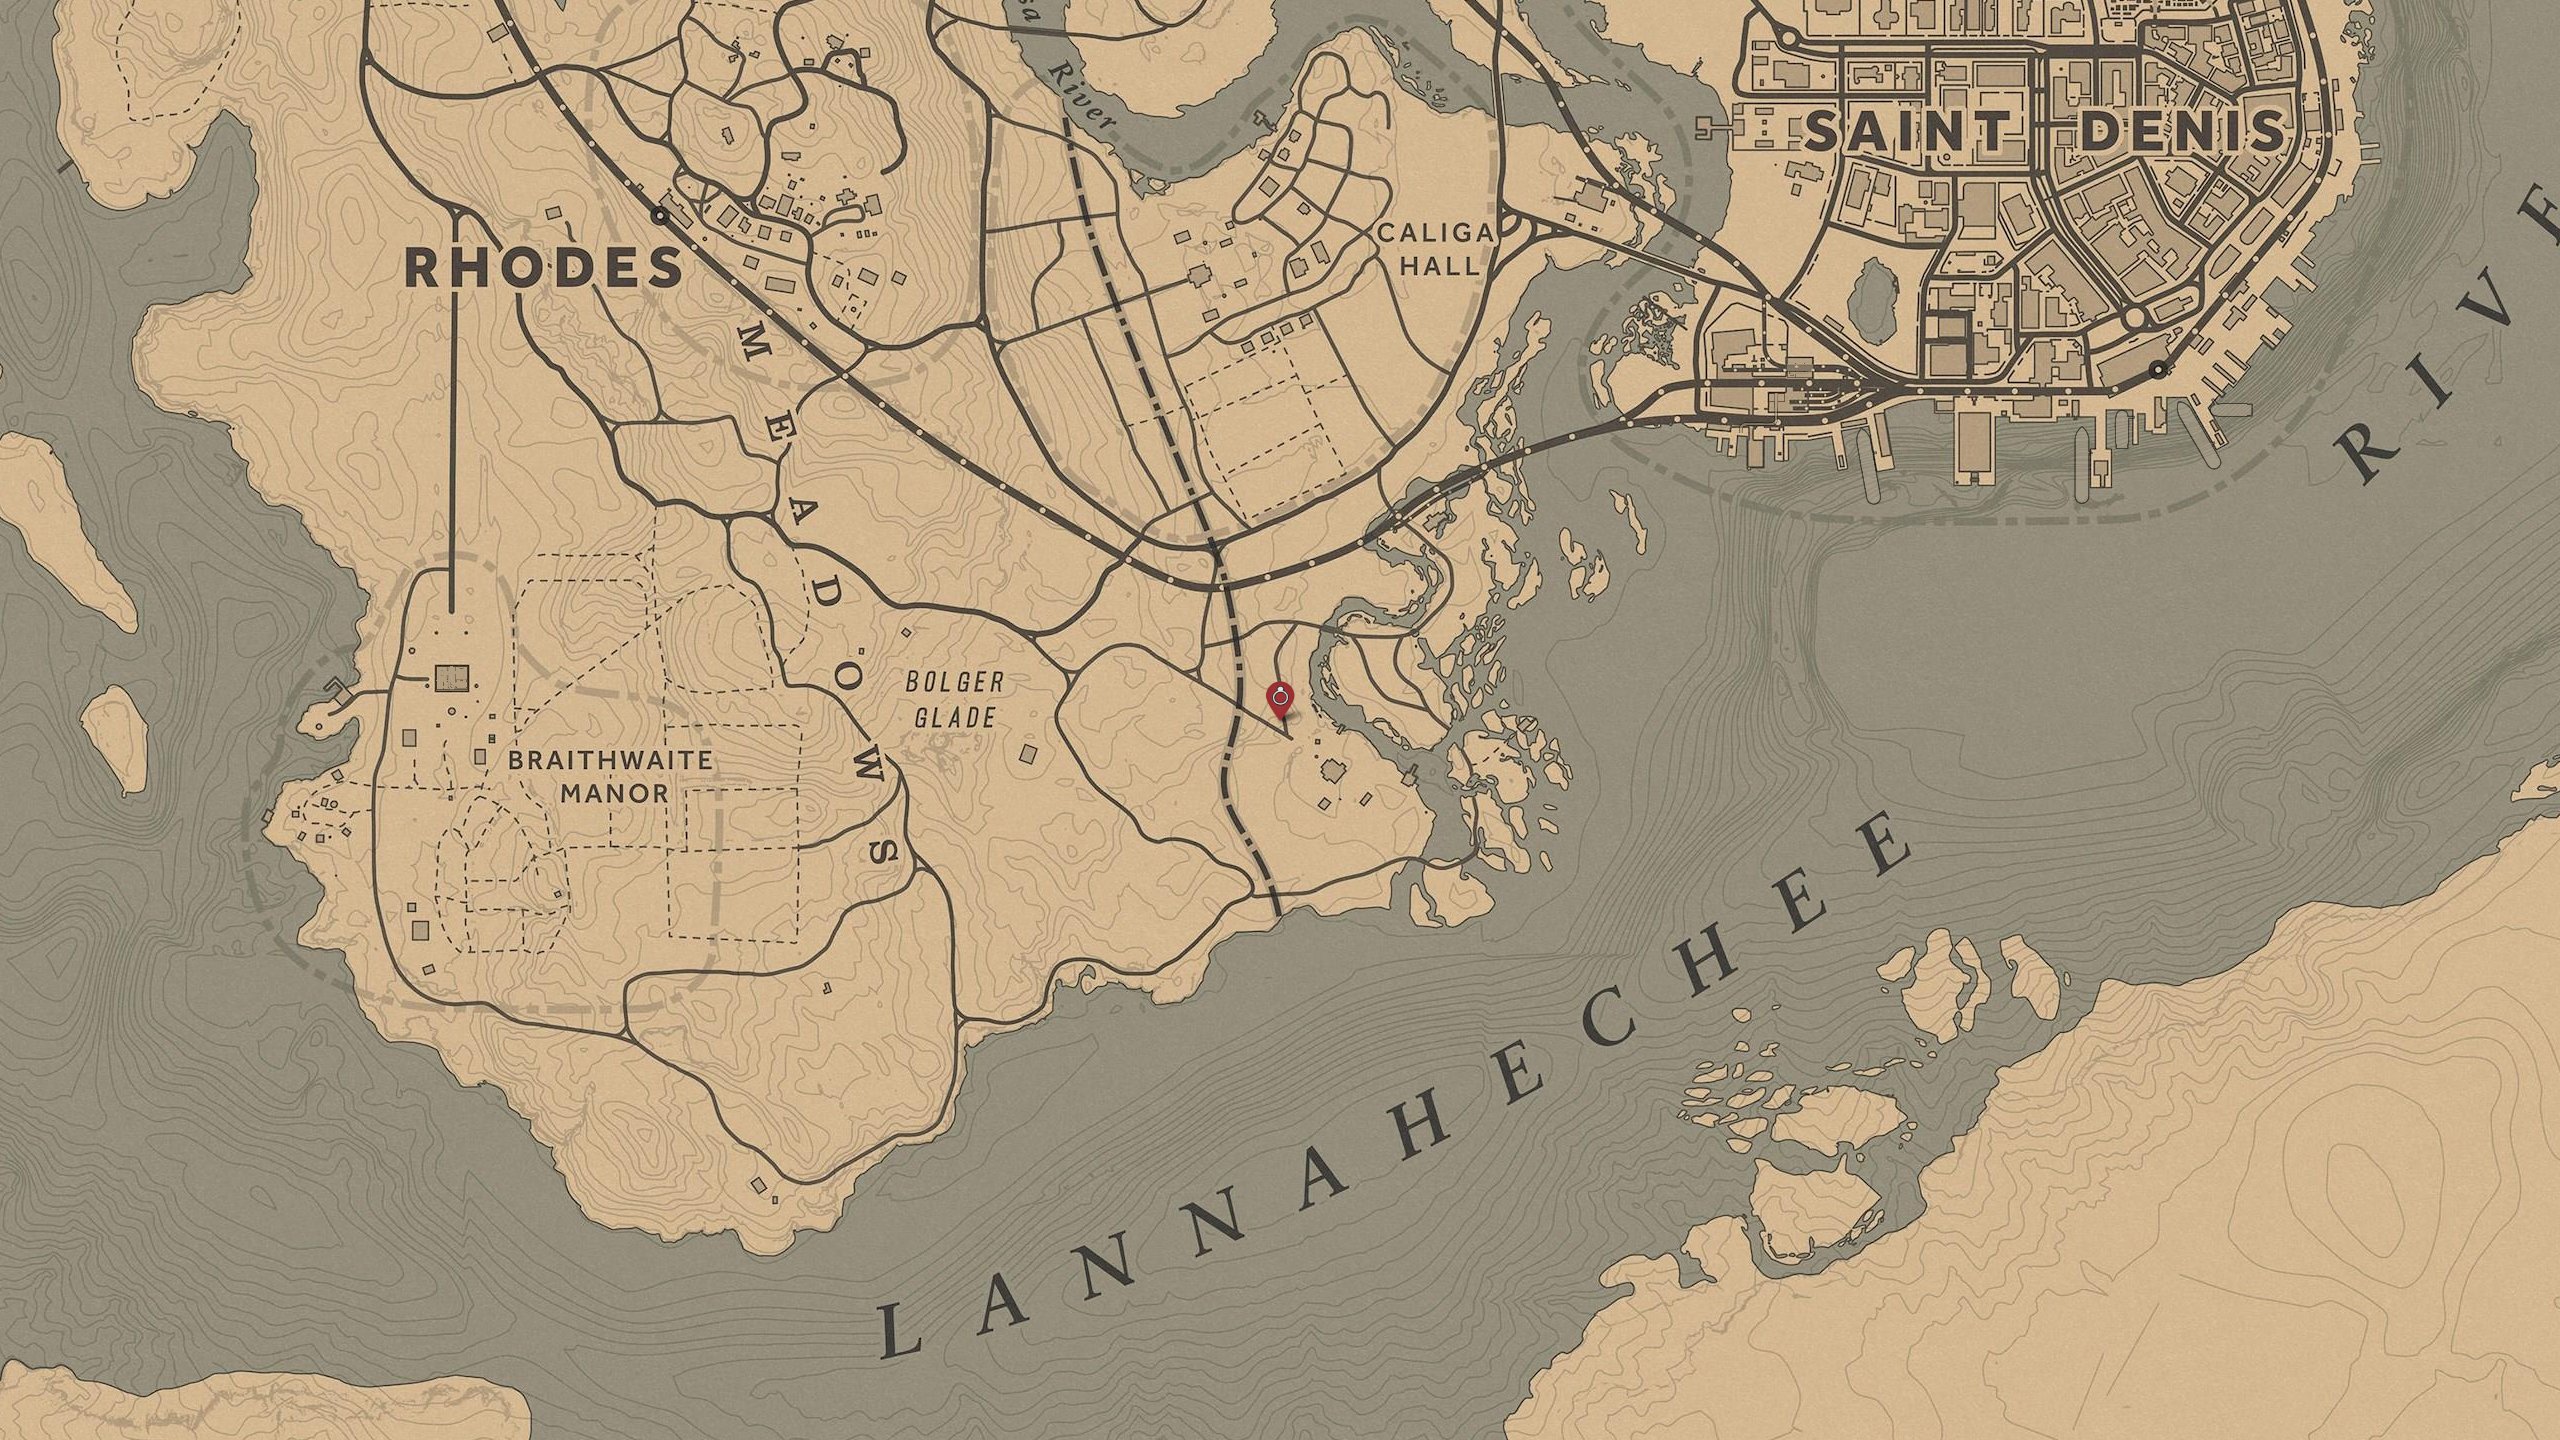 River
SAINT DENIS
RHODES
CALIGA
HALL
MEADOWS
BOLGER
GLADE
BRAITHWAITE
MANOR
LANNAHECHEE
RIVE